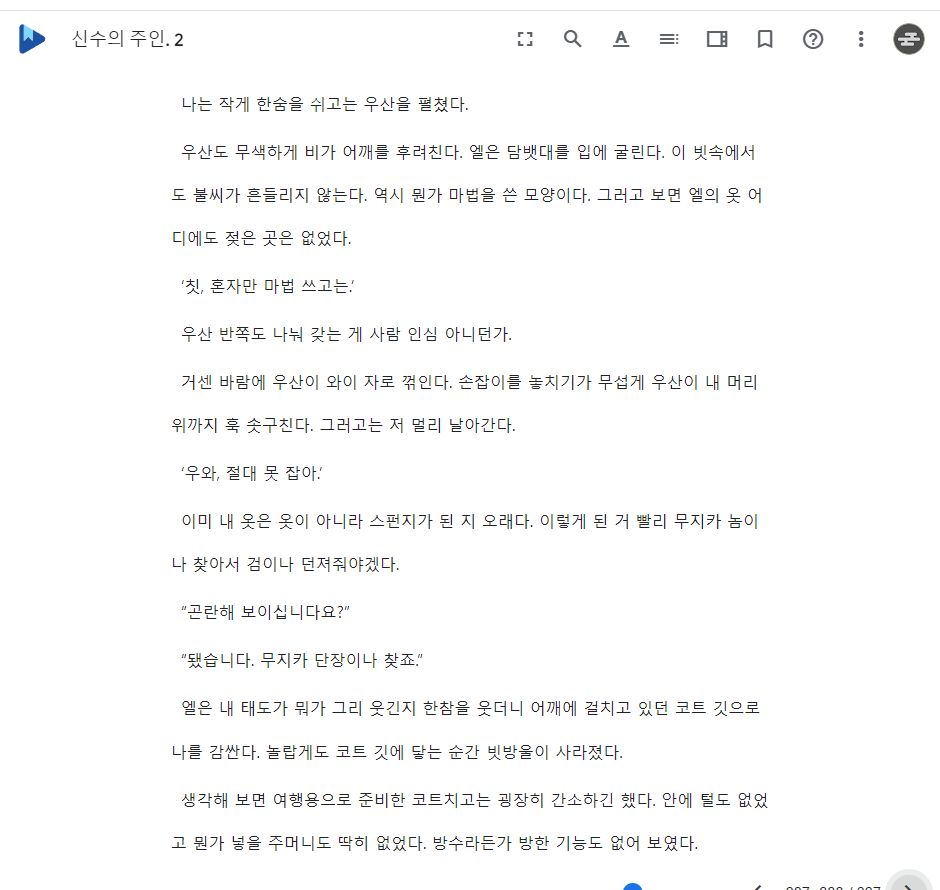 신수의 주인. 2
나는 작게 한숨을 쉬고는 우산을 펼쳤다.
우산도 무색하게 비가 어깨를 후려친다. 엘은 담뱃대를 입에 굴린다. 이 빗속에서
도 불씨가 흔들리지 않는다. 역시 뭔가 마법을 쓴 모양이다. 그러고 보면 엘의 옷 어
디에도 젖은 곳은 없었다.
‘칫, 혼자만 마법 쓰고는.’
우산 반쪽도 나눠 갖는 게 사람 인심 아니던가.
거센 바람에 우산이 와이 자로 꺾인다. 손잡이를 놓치기가 무섭게 우산이 내 머리
위까지 훅 솟구친다. 그러고는 저 멀리 날아간다.
‘우와, 절대 못 잡아.’
이미 내 옷은 옷이 아니라 스펀지가 된 지 오래다. 이렇게 된 거 빨리 무지카 놈이
나 찾아서 검이나 던져줘야겠다.
“곤란해 보이십니다요?”
“됐습니다. 무지카 단장이나 찾죠.”
엘은 내 태도가 뭐가 그리 웃긴지 한참을 웃더니 어깨에 걸치고 있던 코트 깃으로
나를 감싼다. 놀랍게도 코트 깃에 닿는 순간 빗방울이 사라졌다.
생각해 보면 여행용으로 준비한 코트치고는 굉장히 간소하긴 했다. 안에 털도 없었
고 뭔가 넣을 주머니도 딱히 없었다. 방수라든가 방한 기능도 없어 보였다.